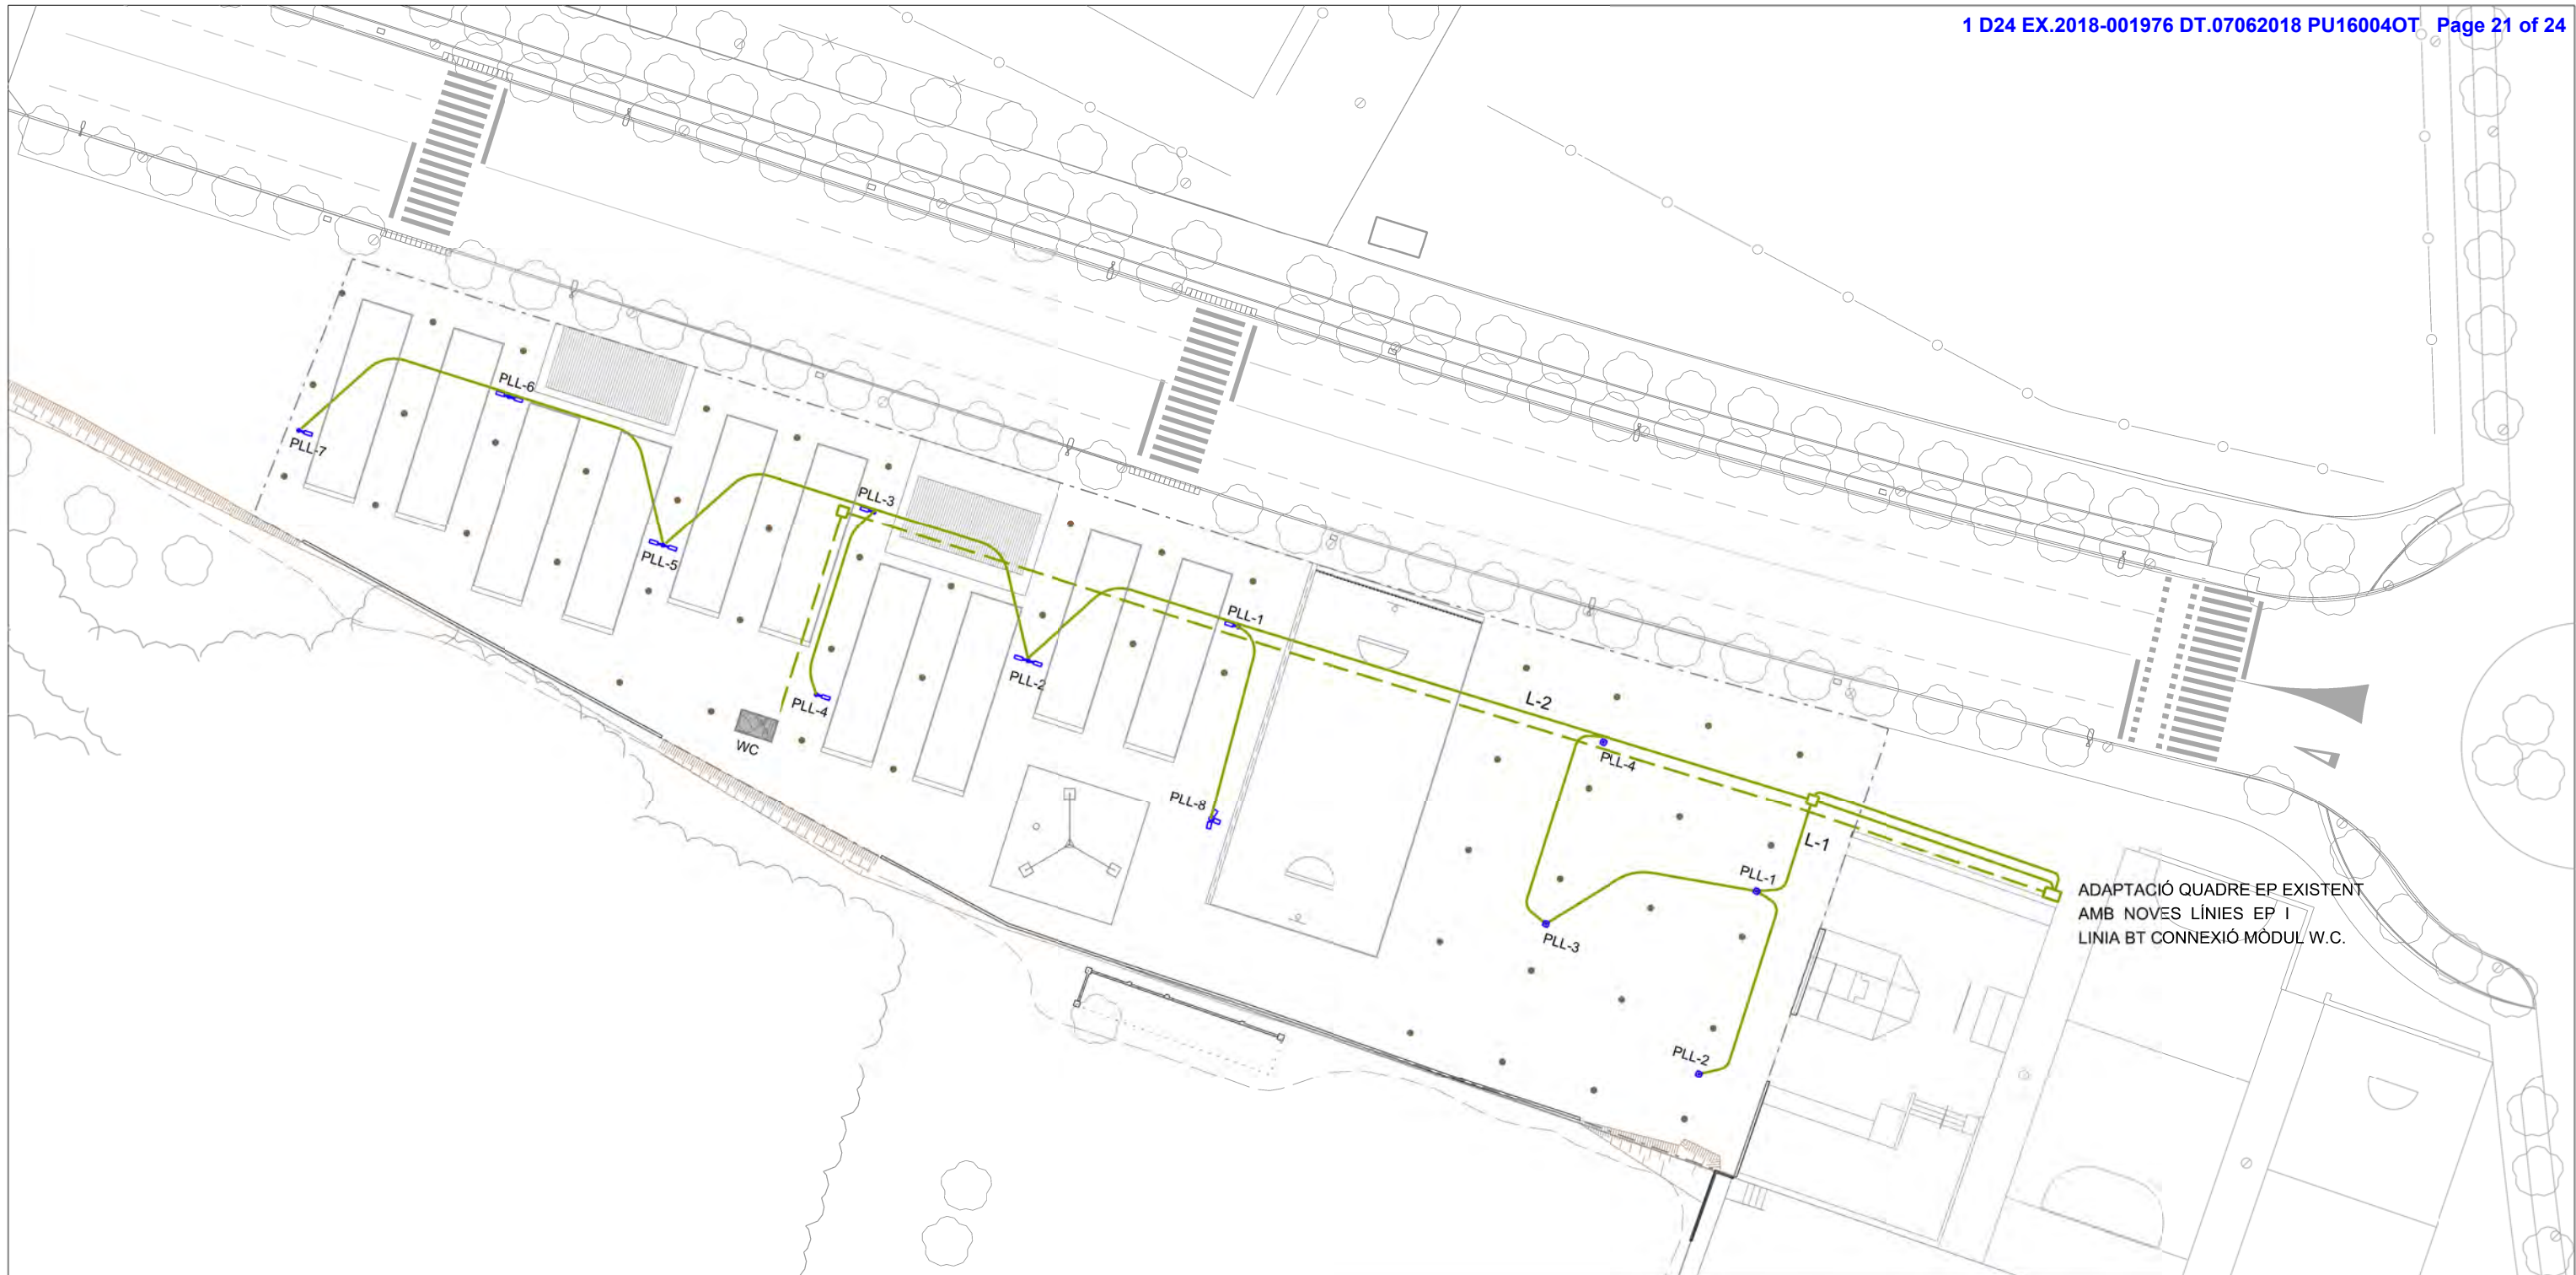 1 D24 EX.2018-001976 DT.07062018 PU16004OT Page 21 of 24
PLL-6
PLL-7
PLL-3
PLL-5
PLL-1
PLL-2
PLL-4
WC
L-2
PLL-4
PLL-8
L-1
PLL-1
PLL-3
PLL-2
ADAPTACIÓ QUADRE EP EXISTENT
AMB NOVES LÍNIES EP I
LINIA BT CONNEXIÓ MÒDUL W.C.